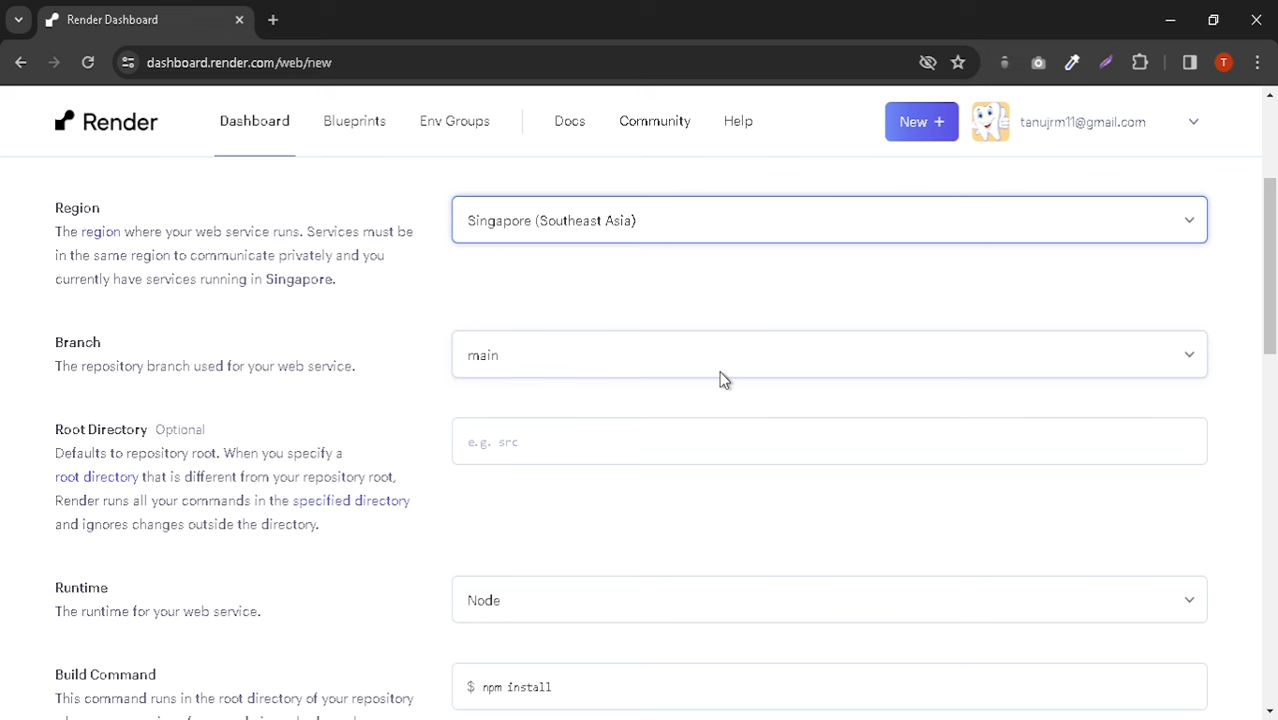 Render Dashboard
dashboard.render.com/web/new
T
Render
Dashboard
Blueprints
Env Groups
Docs
Community
Help
New +
tanujrm11@gmail.com
Region
The region where your web service runs. Services must be
in the same region to communicate privately and you
currently have services running in Singapore.
Singapore (Southeast Asia)
Branch
The repository branch used for your web service.
main
Root Directory Optional
Defaults to repository root. When you specify a
root directory that is different from your repository root,
Render runs all your commands in the specified directory
and ignores changes outside the directory.
e.g. src
Runtime
The runtime for your web service.
Node
Build Command
This command runs in the root directory of your repository
$ npm install